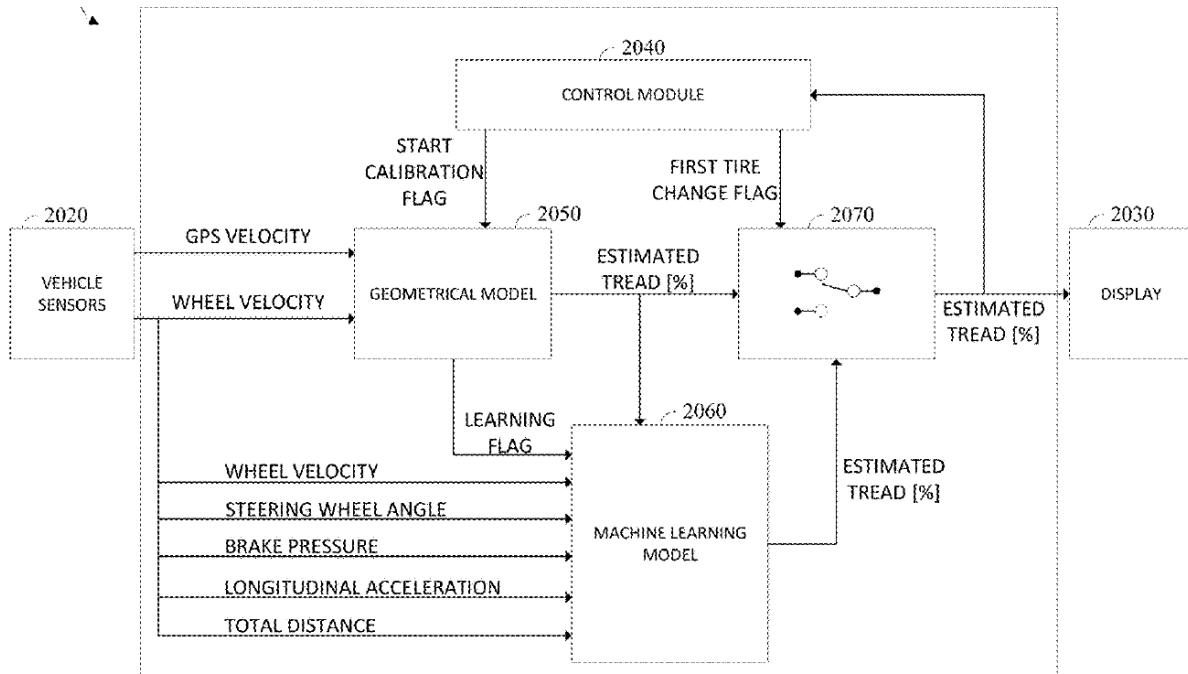 2040
CONTROL MODULE
START
CALIBRATION
FLAG
FIRST TIRE
CHANGE FLAG
2020
VEHICLE
SENSORS
GPS VELOCITY
WHEEL VELOCITY
2050
GEOMETRICAL MODEL
ESTIMATED
TREAD [%]
2070
ESTIMATED
TREAD [%]
2030
DISPLAY
LEARNING
FLAG
2060
MACHINE LEARNING
MODEL
ESTIMATED
TREAD [%]
WHEEL VELOCITY
STEERING WHEEL ANGLE
BRAKE PRESSURE
LONGITUDINAL ACCELERATION
TOTAL DISTANCE